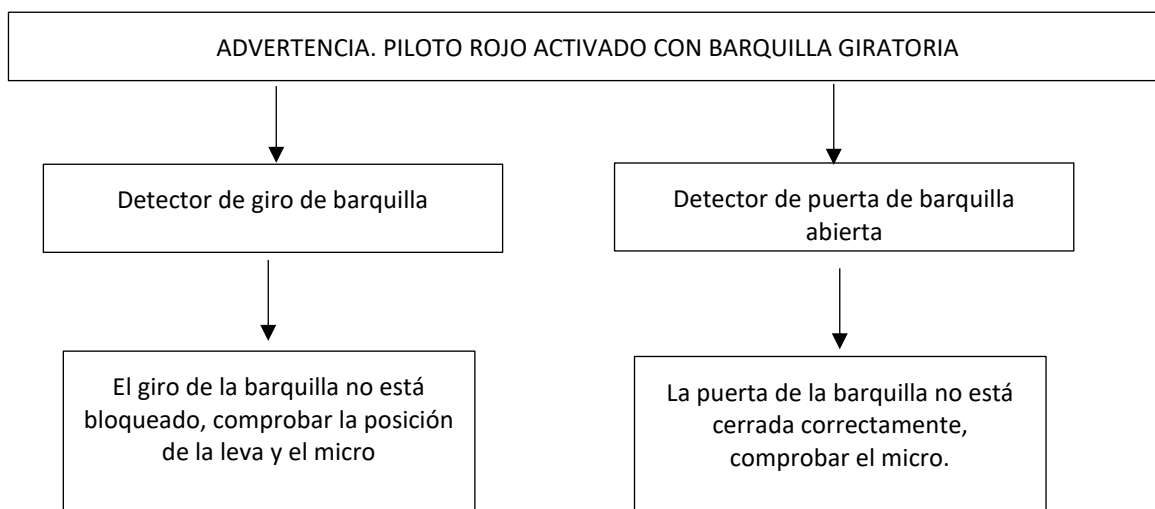 ADVERTENCIA. PILOTO ROJO ACTIVADO CON BARQUILLA GIRATORIA
Detector de giro de barquilla
Detector de puerta de barquilla
abierta
El giro de la barquilla no está
bloqueado, comprobar la posición
de la leva y el micro
La puerta de la barquilla no está
cerrada correctamente,
comprobar el micro.